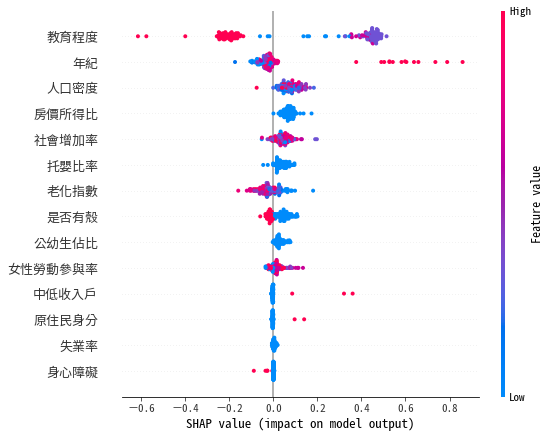 High
教育程度
年紀
人口密度
房價所得比
社會增加率
托嬰比率
老化指數
是否有殼
公幼生佔比
女性勞動參與率
中低收入戶
原住民身分
失業率
身心障礙
Feature value
Low
−0.6 −0.4 −0.2 0.0 0.2 0.4 0.6 0.8
SHAP value (impact on model output)